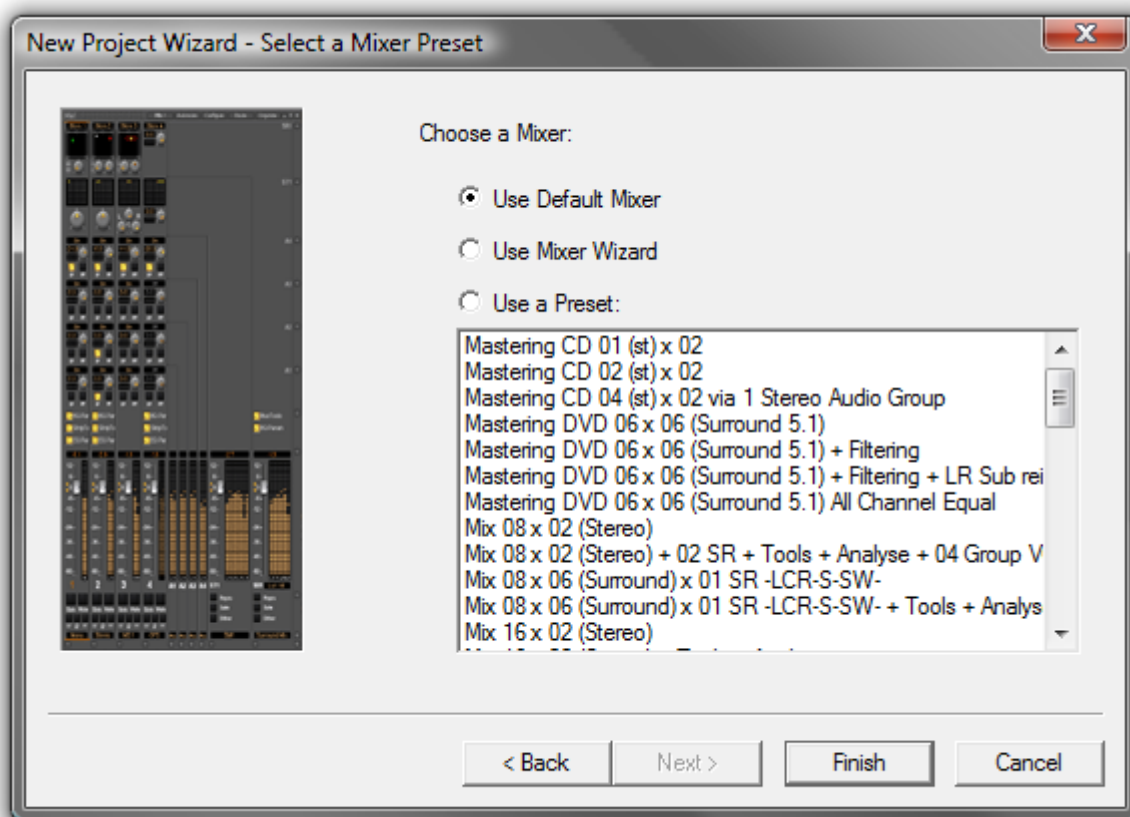 New Project Wizard - Select a Mixer Preset
Choose a Mixer:
Use Default Mixer
Use Mixer Wizard
Use a Preset:
Mastering CD 01 (st) x 02
Mastering CD 02 (st) x 02
Mastering CD 04 (st) x 02 via 1 Stereo Audio Group
Mastering DVD 06 x 06 (Surround 5.1)
Mastering DVD 06 x 06 (Surround 5.1) + Filtering
Mastering DVD 06 x 06 (Surround 5.1) + Filtering + LR Sub rei
Mastering DVD 06 x 06 (Surround 5.1) All Channel Equal
Mix 08 x 02 (Stereo)
Mix 08 x 02 (Stereo) + 02 SR + Tools + Analyse + 04 Group V
Mix 08 x 06 (Surround) x 01 SR -LCR-S-SW-
Mix 08 x 06 (Surround) x 01 SR -LCR-S-SW- + Tools + Analys
Mix 16 x 02 (Stereo)
< Back
Next >
Finish
Cancel